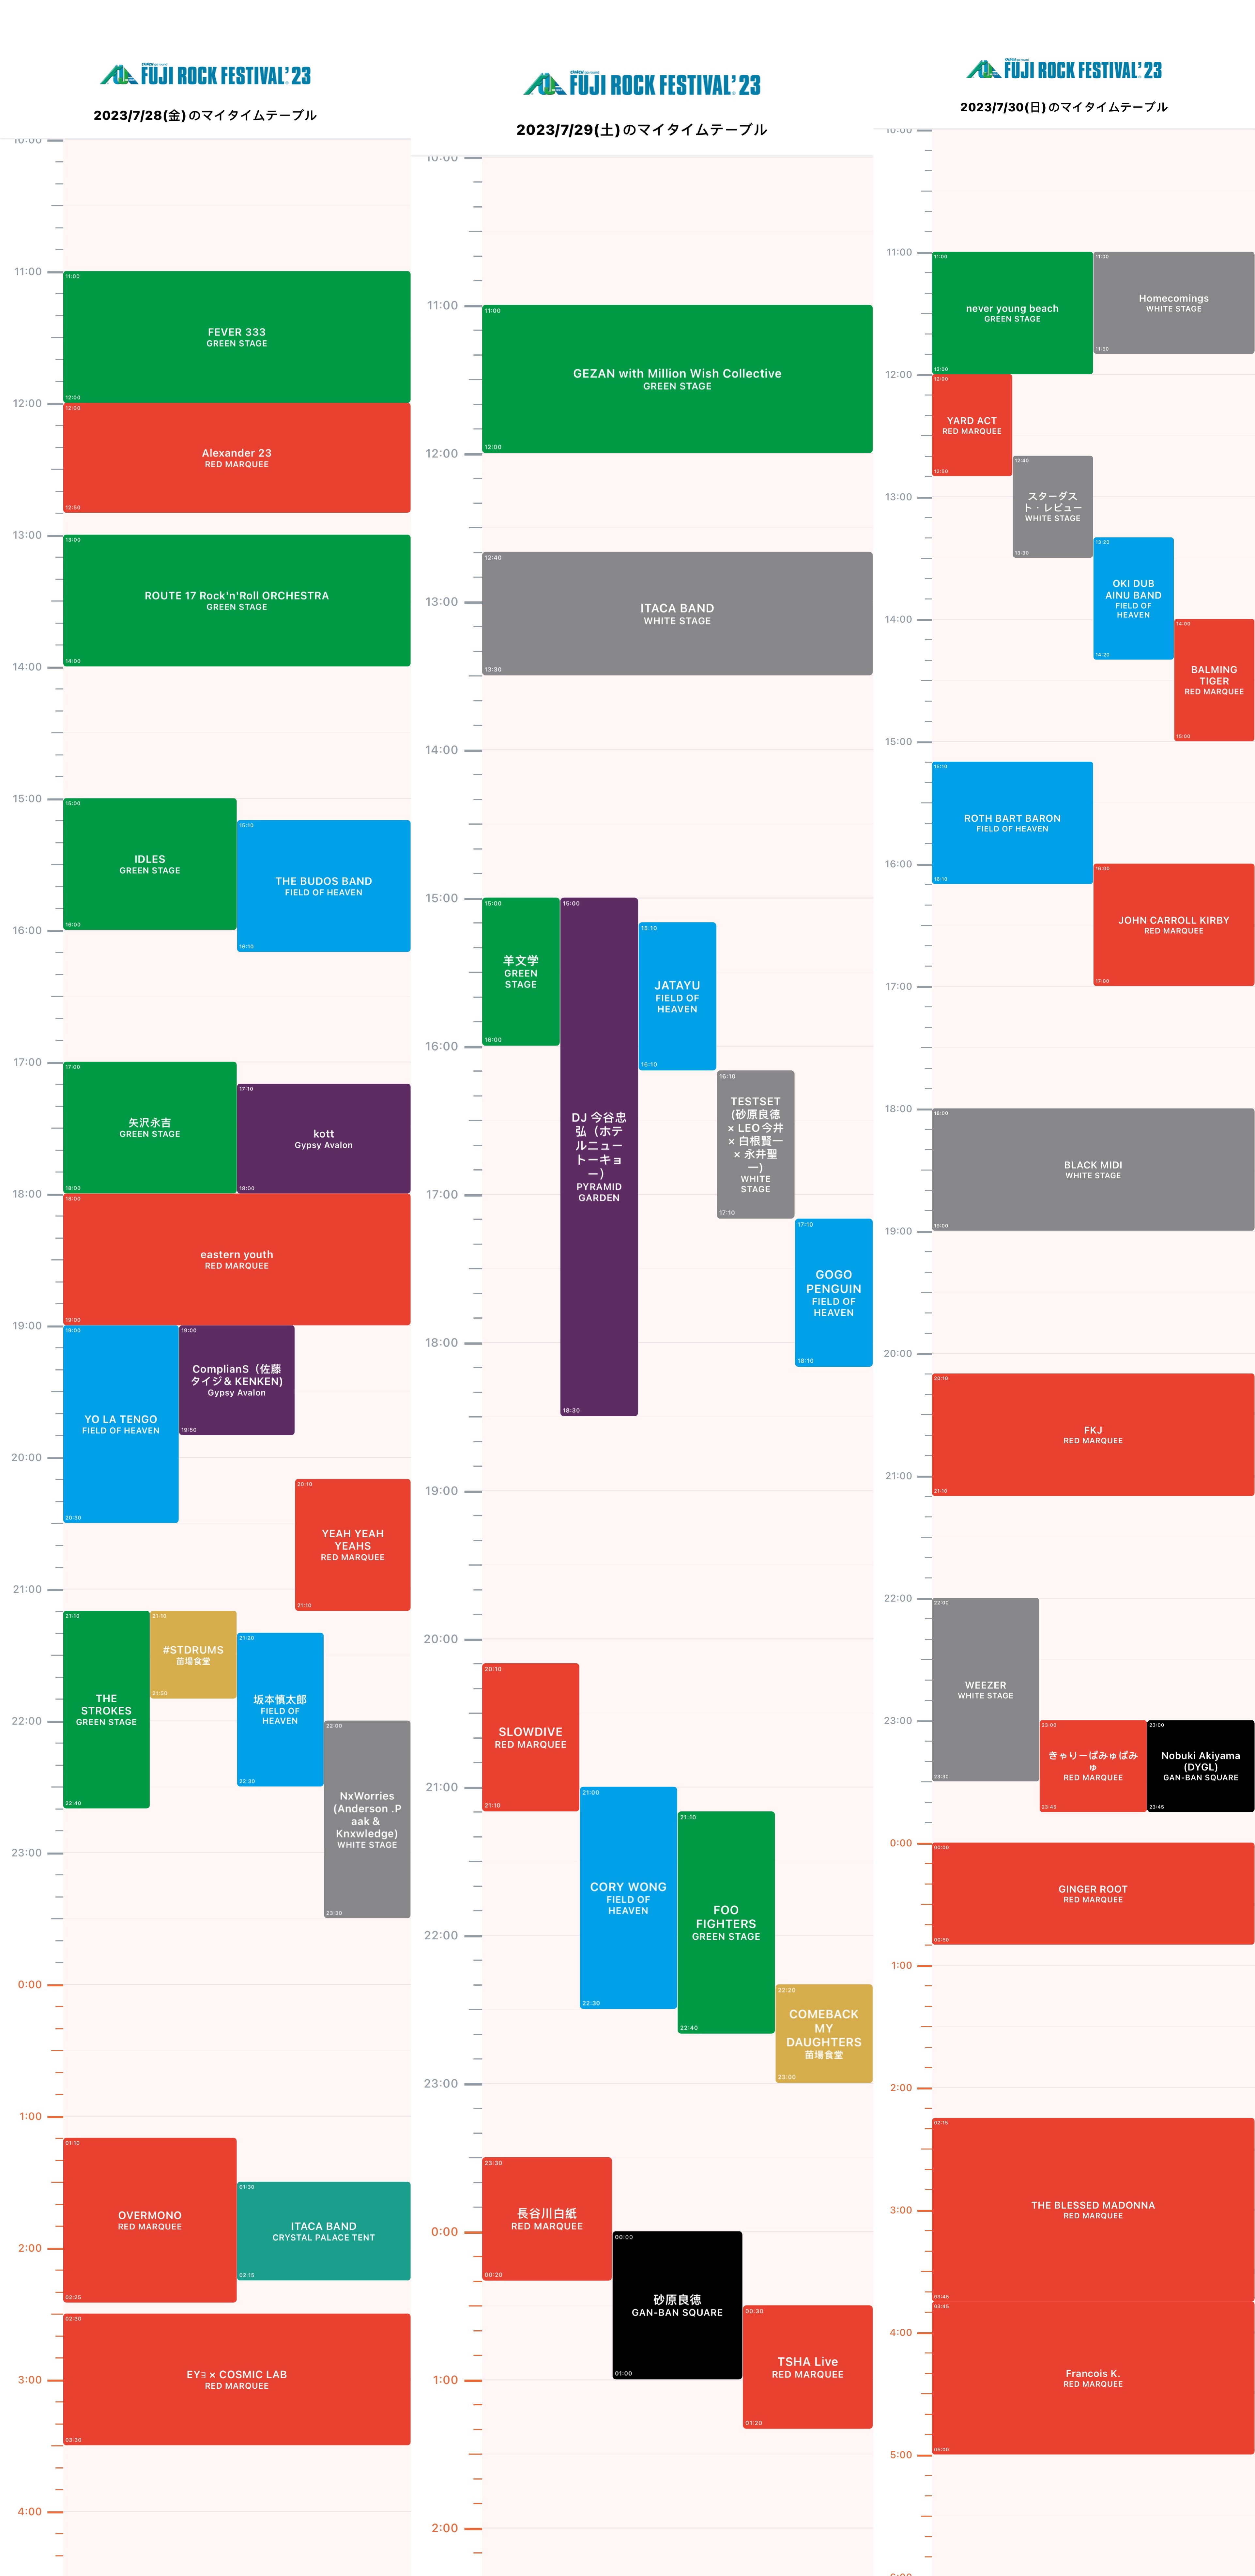 FUJI ROCK FESTIVAL'23
2023/7/28(金)のマイタイムテーブル
10:00
11:00
11:00
FEVER 333
GREEN STAGE
12:00
12:00
12:00
Alexander 23
RED MARQUEE
12:50
13:00
13:00
ROUTE 17 Rock'n'Roll ORCHESTRA
GREEN STAGE
14:00
14:00
15:00
15:00
IDLES
GREEN STAGE
16:00
15:10
THE BUDOS BAND
FIELD OF HEAVEN
16:10
16:00
17:00
17:00
矢沢永吉
GREEN STAGE
18:00
17:10
kott
Gypsy Avalon
18:00
18:00
18:00
eastern youth
RED MARQUEE
19:00
19:00
19:00
YO LA TENGO
FIELD OF HEAVEN
20:30
19:00
ComplianS（佐藤
タイジ& KENKEN)
Gypsy Avalon
19:50
20:00
20:10
YEAH YEAH
YEAHS
RED MARQUEE
21:10
21:00
21:10
THE
STROKES
GREEN STAGE
22:40
21:10
#STDRUMS
苗場食堂
21:50
21:20
坂本慎太郎
FIELD OF
HEAVEN
22:30
22:00
22:00
NxWorries
(Anderson .P
aak &
Knxwledge)
WHITE STAGE
23:30
23:00
0:00
1:00
01:10
OVERMONO
RED MARQUEE
02:25
01:30
ITACA BAND
CRYSTAL PALACE TENT
02:15
2:00
02:30
EYヨ × COSMIC LAB
RED MARQUEE
03:30
3:00
4:00
FUJI ROCK FESTIVAL'23
2023/7/29(土)のマイタイムテーブル
10:00
11:00
11:00
GEZAN with Million Wish Collective
GREEN STAGE
12:00
12:00
12:40
ITACA BAND
WHITE STAGE
13:30
13:00
14:00
15:00
15:00
羊文学
GREEN
STAGE
16:00
15:00
DJ 今谷忠
弘（ホテ
ルニュー
トーキョ
ー）
PYRAMID
GARDEN
18:30
15:10
JATAYU
FIELD OF
HEAVEN
16:10
16:00
16:10
TESTSET
(砂原良徳
× LEO今井
× 白根賢一
× 永井聖
一)
WHITE
STAGE
17:10
17:00
17:10
GOGO
PENGUIN
FIELD OF
HEAVEN
18:10
18:00
19:00
20:00
20:10
SLOWDIVE
RED MARQUEE
21:10
21:00
21:00
CORY WONG
FIELD OF
HEAVEN
22:30
21:10
FOO
FIGHTERS
GREEN STAGE
22:40
22:00
22:20
COMEBACK
MY
DAUGHTERS
苗場食堂
23:00
23:00
23:30
長谷川白紙
RED MARQUEE
00:20
0:00
00:00
砂原良徳
GAN-BAN SQUARE
01:00
00:30
TSHA Live
RED MARQUEE
01:20
1:00
2:00
FUJI ROCK FESTIVAL'23
2023/7/30(日)のマイタイムテーブル
10:00
11:00
11:00
never young beach
GREEN STAGE
12:00
11:00
Homecomings
WHITE STAGE
11:50
12:00
12:00
YARD ACT
RED MARQUEE
12:50
12:40
スターダス
ト・レビュー
WHITE STAGE
13:30
13:00
13:20
OKI DUB
AINU BAND
FIELD OF
HEAVEN
14:20
14:00
14:00
BALMING
TIGER
RED MARQUEE
15:00
15:00
15:10
ROTH BART BARON
FIELD OF HEAVEN
16:10
16:00
16:00
JOHN CARROLL KIRBY
RED MARQUEE
17:00
17:00
18:00
18:00
BLACK MIDI
WHITE STAGE
19:00
19:00
20:00
20:10
FKJ
RED MARQUEE
21:10
21:00
22:00
22:00
WEEZER
WHITE STAGE
23:30
23:00
23:00
きゃりーぱみゅぱみ
ゅ
RED MARQUEE
23:45
23:00
Nobuki Akiyama
(DYGL)
GAN-BAN SQUARE
23:45
0:00
00:00
GINGER ROOT
RED MARQUEE
00:50
1:00
2:00
02:15
THE BLESSED MADONNA
RED MARQUEE
03:45
3:00
03:45
Francois K.
RED MARQUEE
05:00
4:00
5:00